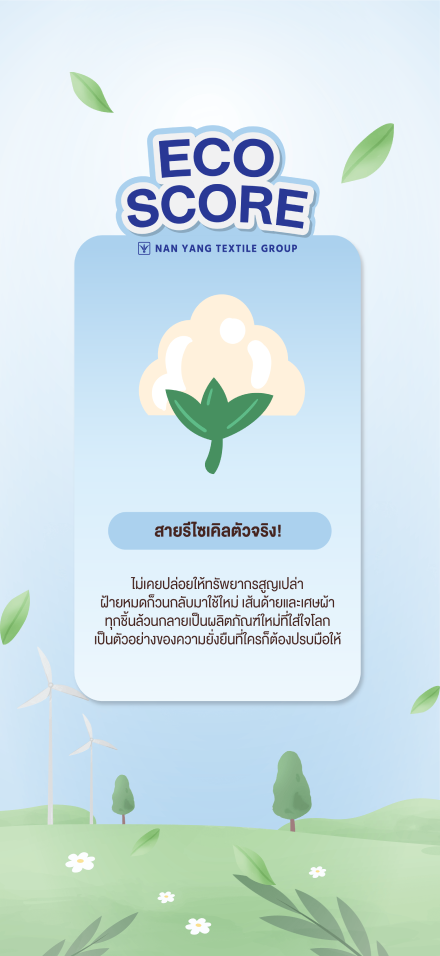 ECO
SCORE
NAN YANG TEXTILE GROUP
สายรีไซเคิลตัวจริง!
ไม่เคยปล่อยให้ทรัพยากรสูญเปล่า
ฝ้ายหมดก็วนกลับมาใช้ใหม่ เส้นด้ายและเศษผ้า
ทุกชิ้นล้วนกลายเป็นผลิตภัณฑ์ใหม่ที่ใส่ใจโลก
เป็นตัวอย่างของความยั่งยืนที่ใครก็ต้องปรบมือให้